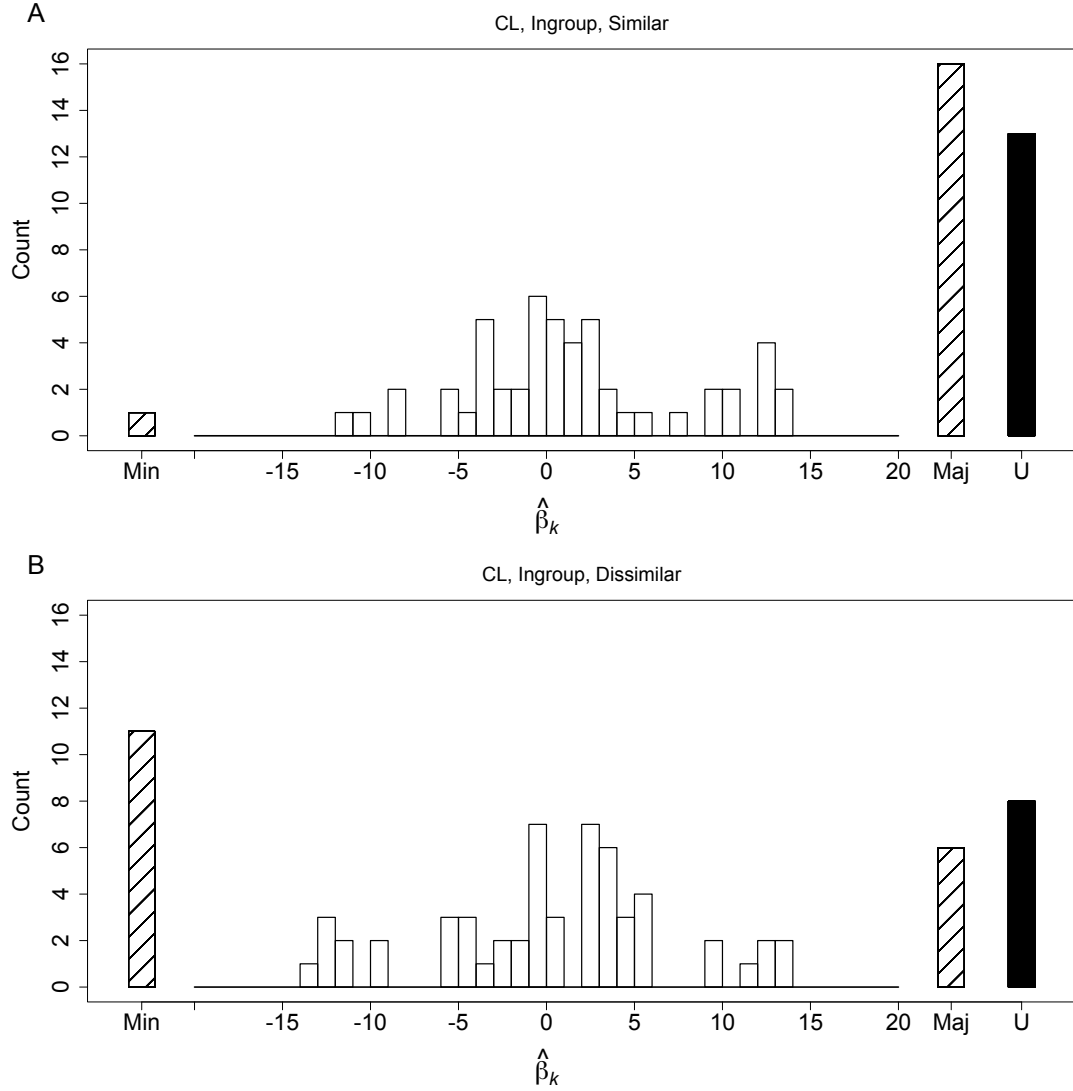 A
CL, Ingroup, Similar
Count
16
14
12
10
8
6
4
2
0
Min -15 -10 -5 0 5 10 15 20 Maj U
β̂k
B
CL, Ingroup, Dissimilar
Count
16
14
12
10
8
6
4
2
0
Min -15 -10 -5 0 5 10 15 20 Maj U
β̂k